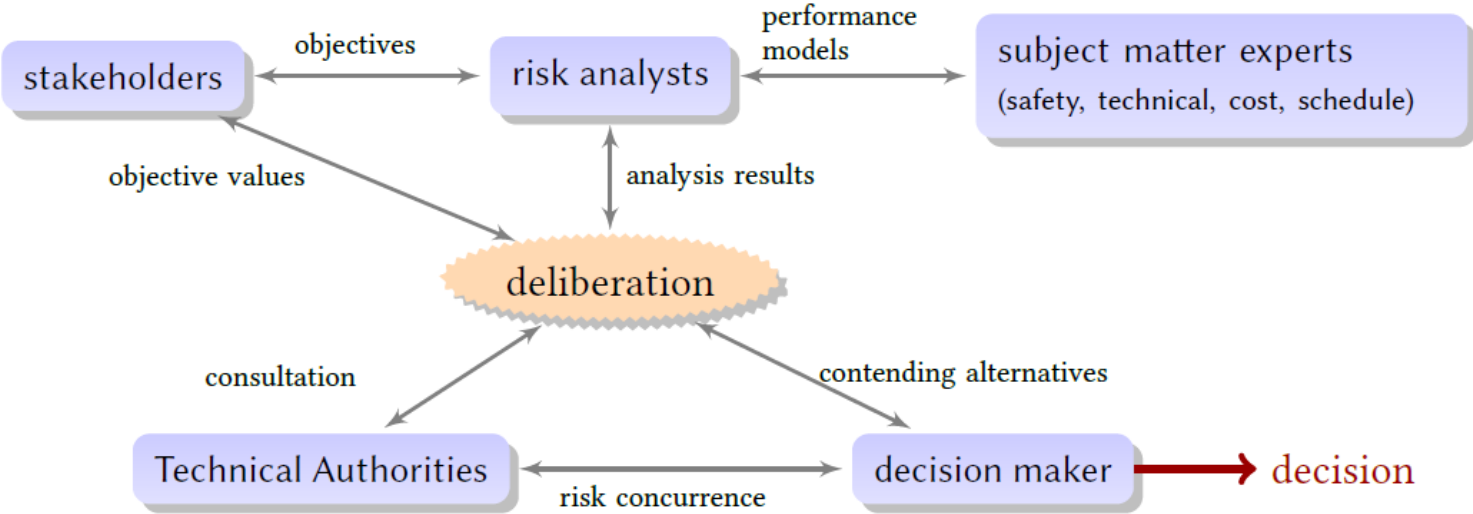 objectives
performance
models
stakeholders
risk analysts
subject matter experts
(safety, technical, cost, schedule)
objective values
analysis results
deliberation
consultation
contending alternatives
Technical Authorities
risk concurrence
decision maker
decision